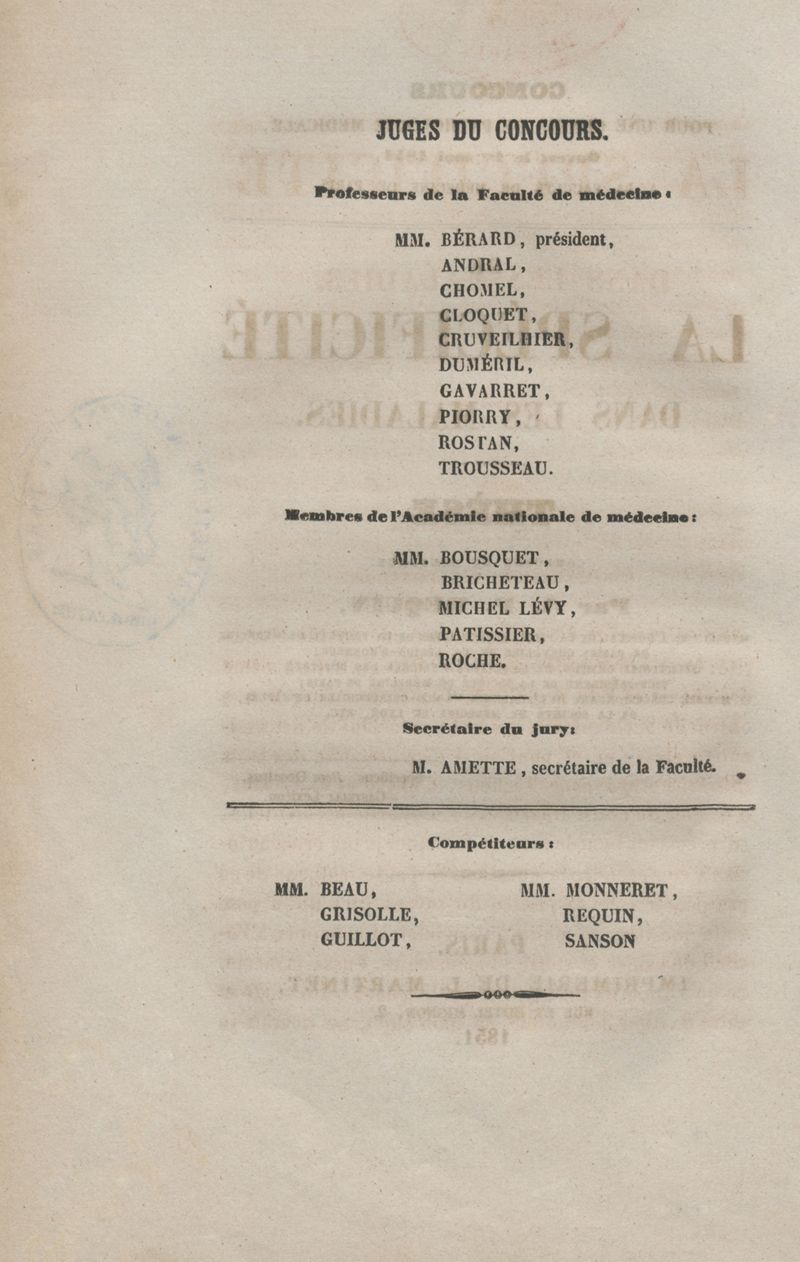 JUGES DU CONCOURS.
Professeurs de la Faculté de médecine :
MM. BÉRARD, président,
ANDRAL,
CHOMEL,
CLOQUET,
CRUVEILHIER,
DUMÉRIL,
GAVARRET,
PIORRY,
ROSTAN,
TROUSSEAU.
Membres de l'Académie nationale de médecine :
MM. BOUSQUET,
BRICHETEAU,
MICHEL LÉVY,
PATISSIER,
ROCHE.
Secrétaire du jury:
M. AMETTE, secrétaire de la Faculté.
Compétiteurs :
MM. BEAU,
GRISOLLE,
GUILLOT,
MM. MONNERET,
REQUIN,
SANSON